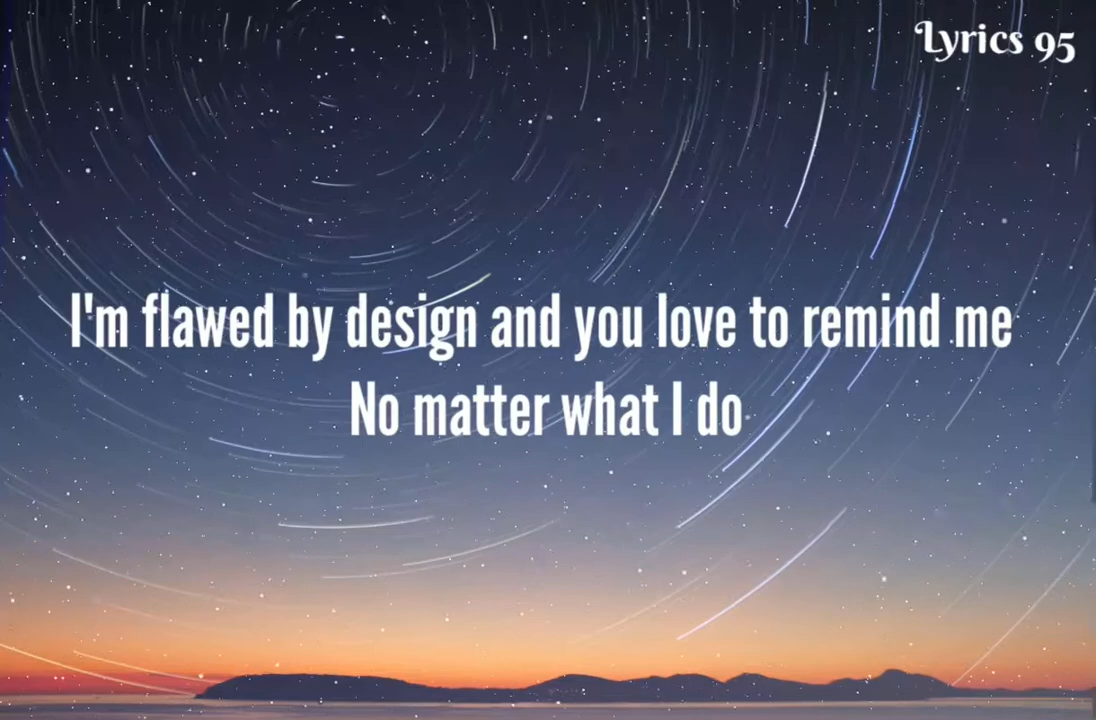 Lyrics 95
I'm flawed by design and you love to remind me
No matter what I do